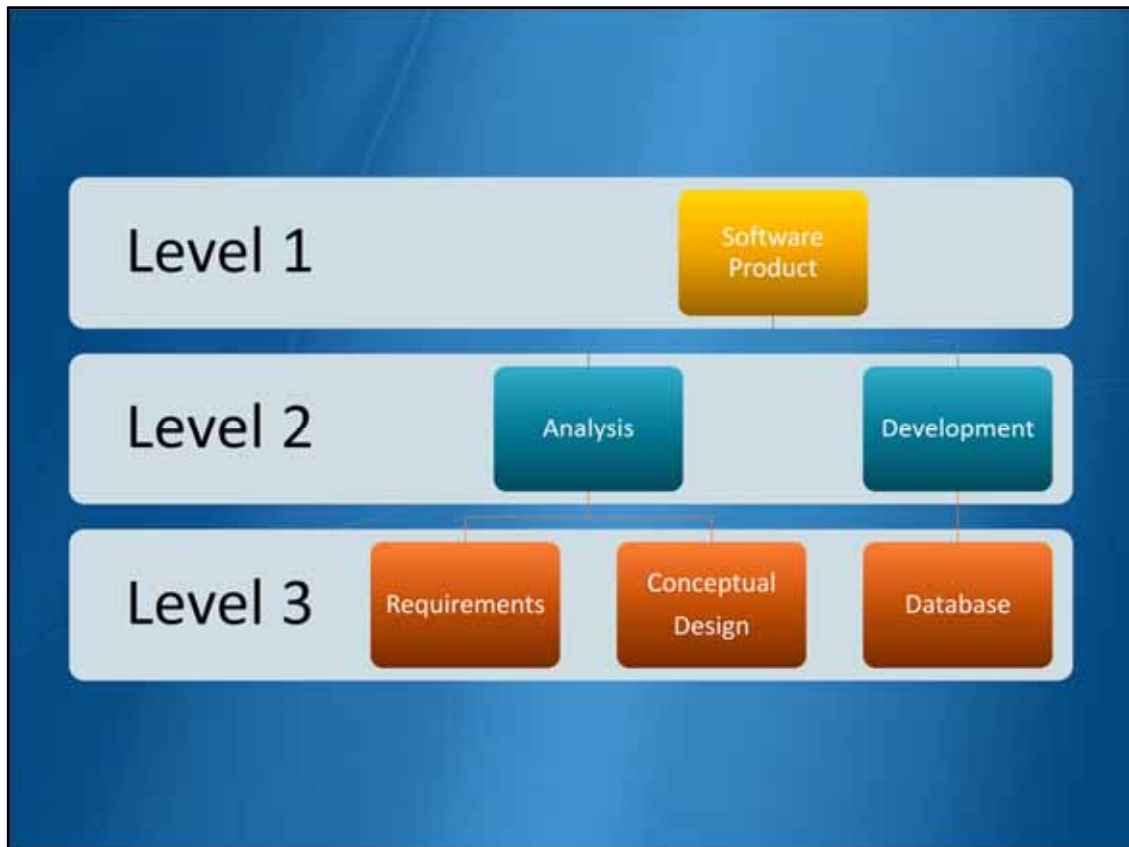 Level 1
Software
Product
Level 2
Analysis
Development
Level 3
Requirements
Conceptual
Design
Database